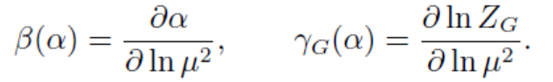 β(α) = ∂α / ∂ ln μ², γ_G(α) = ∂ ln Z_G / ∂ ln μ².